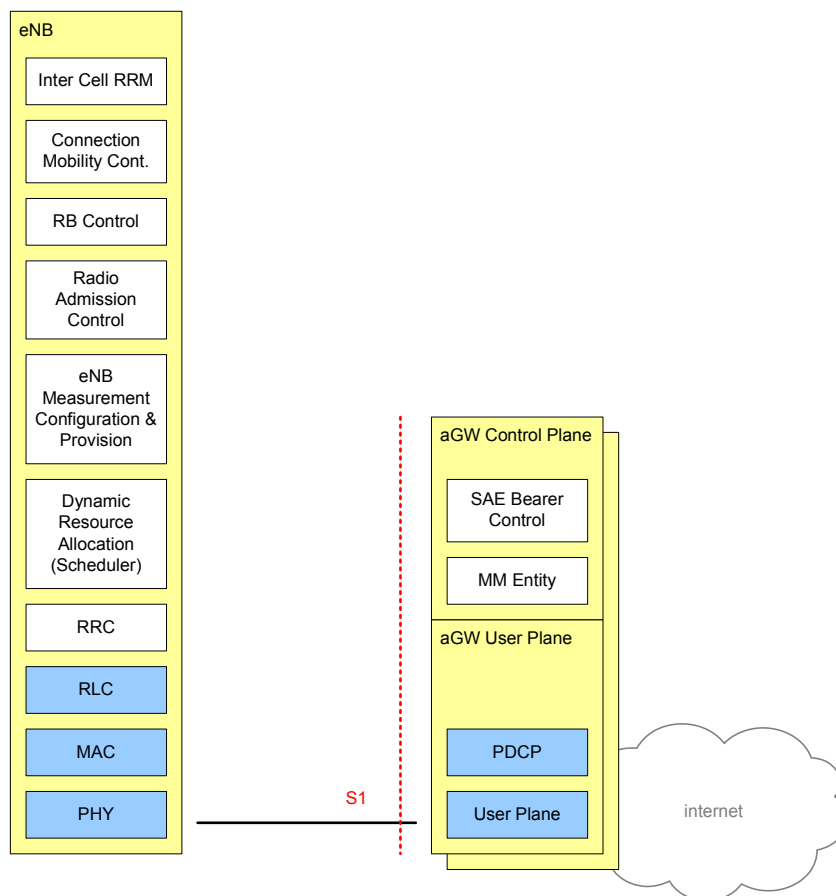 eNB
Inter Cell RRM
Connection
Mobility Cont.
RB Control
Radio
Admission
Control
eNB
Measurement
Configuration &
Provision
Dynamic
Resource
Allocation
(Scheduler)
RRC
RLC
MAC
PHY
S1
aGW Control Plane
SAE Bearer
Control
MM Entity
aGW User Plane
PDCP
User Plane
internet